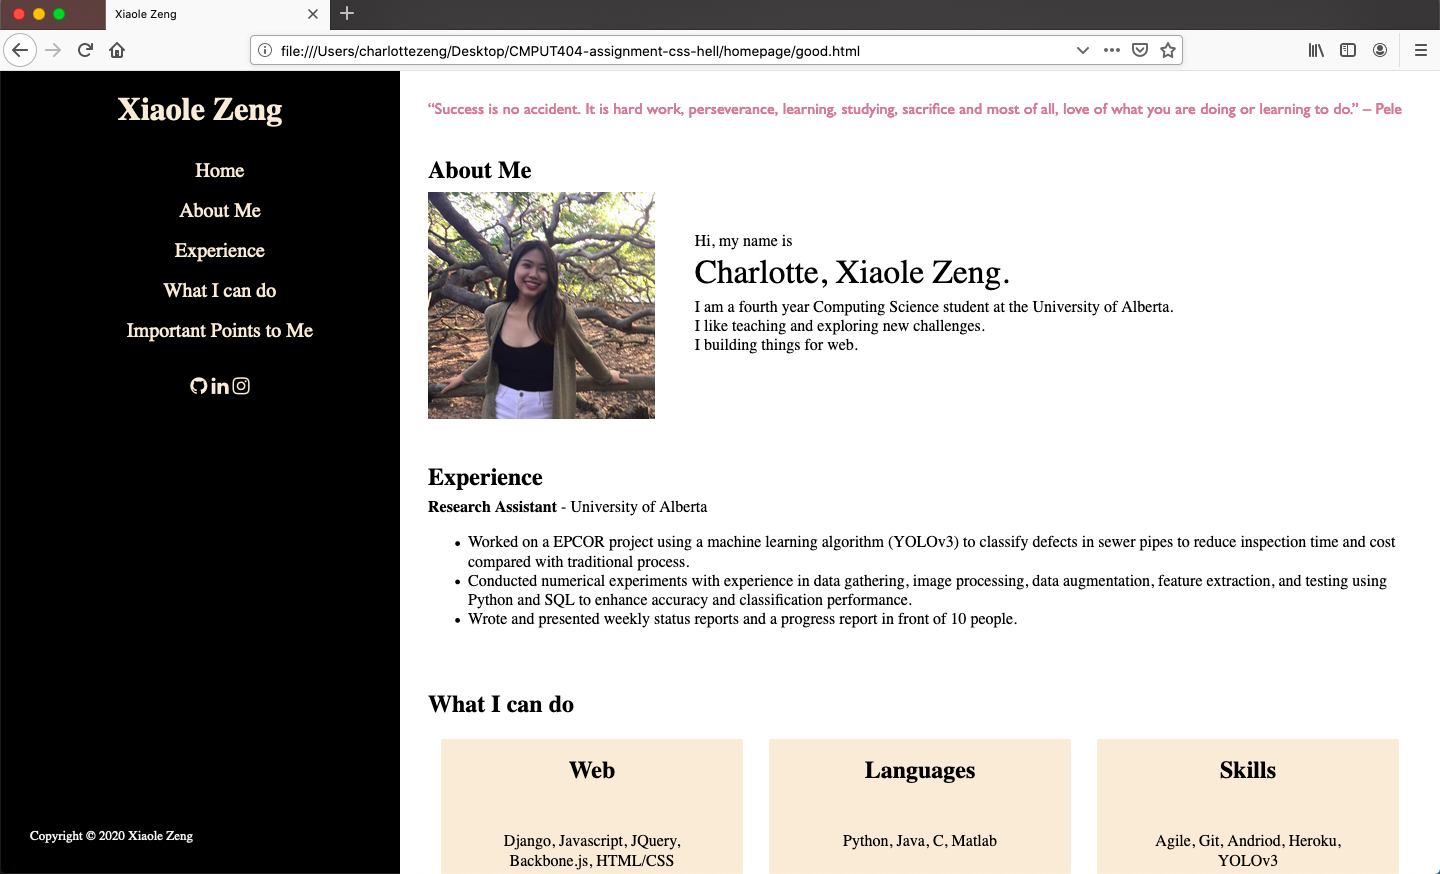 Xiaole Zeng
file:///Users/charlottezeng/Desktop/CMPUT404-assignment-css-hell/homepage/good.html
Xiaole Zeng
Home
About Me
Experience
What I can do
Important Points to Me
Copyright © 2020 Xiaole Zeng
“Success is no accident. It is hard work, perseverance, learning, studying, sacrifice and most of all, love of what you are doing or learning to do.” – Pele
About Me
Hi, my name is
Charlotte, Xiaole Zeng.
I am a fourth year Computing Science student at the University of Alberta.
I like teaching and exploring new challenges.
I building things for web.
Experience
Research Assistant - University of Alberta
• Worked on a EPCOR project using a machine learning algorithm (YOLOv3) to classify defects in sewer pipes to reduce inspection time and cost
compared with traditional process.
• Conducted numerical experiments with experience in data gathering, image processing, data augmentation, feature extraction, and testing using
Python and SQL to enhance accuracy and classification performance.
• Wrote and presented weekly status reports and a progress report in front of 10 people.
What I can do
Web
Django, Javascript, JQuery,
Backbone.js, HTML/CSS
Languages
Python, Java, C, Matlab
Skills
Agile, Git, Andriod, Heroku,
YOLOv3